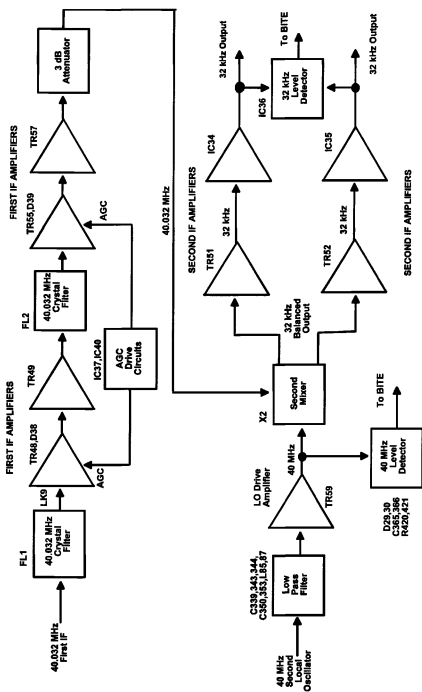 FIRST IF AMPLIFIERS
FIRST IF AMPLIFIERS
40.032 MHz
First IF
FL1
40.032 MHz
Crystal
Filter
LK9
TR48,D38
AGC
TR49
FL2
40.032 MHz
Crystal
Filter
TR55,D39
AGC
TR57
3 dB
Attenuator
IC37,IC40
AGC
Drive
Circuits
40.032 MHz
40 MHz
Second
Local
Oscillator
Low
Pass
Filter
C339,343,344,
C350,353,L85,87
LO Drive
Amplifier
TR59
40 MHz
40 MHz
Level
Detector
To BITE
D29,30
C365,366
R420,421
X2
Second
Mixer
32 kHz
Balanced
Output
SECOND IF AMPLIFIERS
TR51
32 kHz
IC34
32 kHz Output
IC36
32 kHz
Level
Detector
To BITE
TR52
32 kHz
IC35
32 kHz Output
SECOND IF AMPLIFIERS